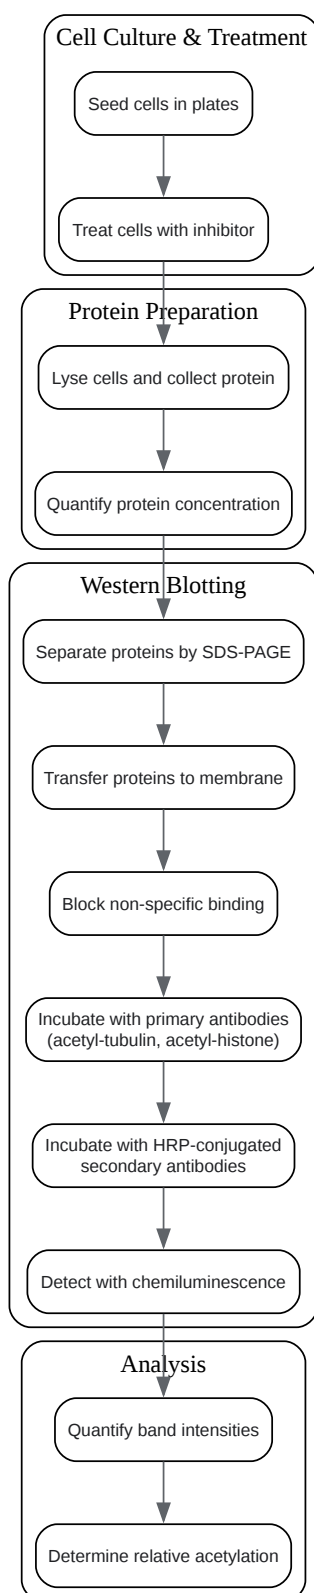 Cell Culture & Treatment
Seed cells in plates
Treat cells with inhibitor
Protein Preparation
Lyse cells and collect protein
Quantify protein concentration
Western Blotting
Separate proteins by SDS-PAGE
Transfer proteins to membrane
Block non-specific binding
Incubate with primary antibodies
(acetyl-tubulin, acetyl-histone)
Incubate with HRP-conjugated
secondary antibodies
Detect with chemiluminescence
Analysis
Quantify band intensities
Determine relative acetylation